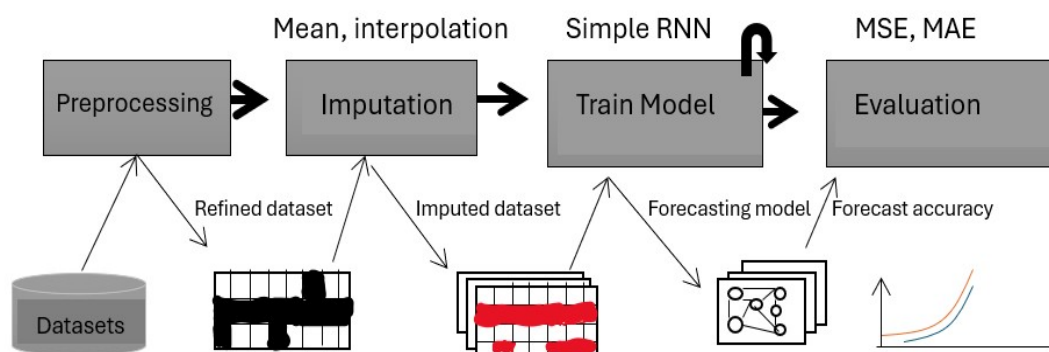 Mean, interpolation
Simple RNN
MSE, MAE
Preprocessing
Imputation
Train Model
Evaluation
Refined dataset
Imputed dataset
Forecasting model
Forecast accuracy
Datasets